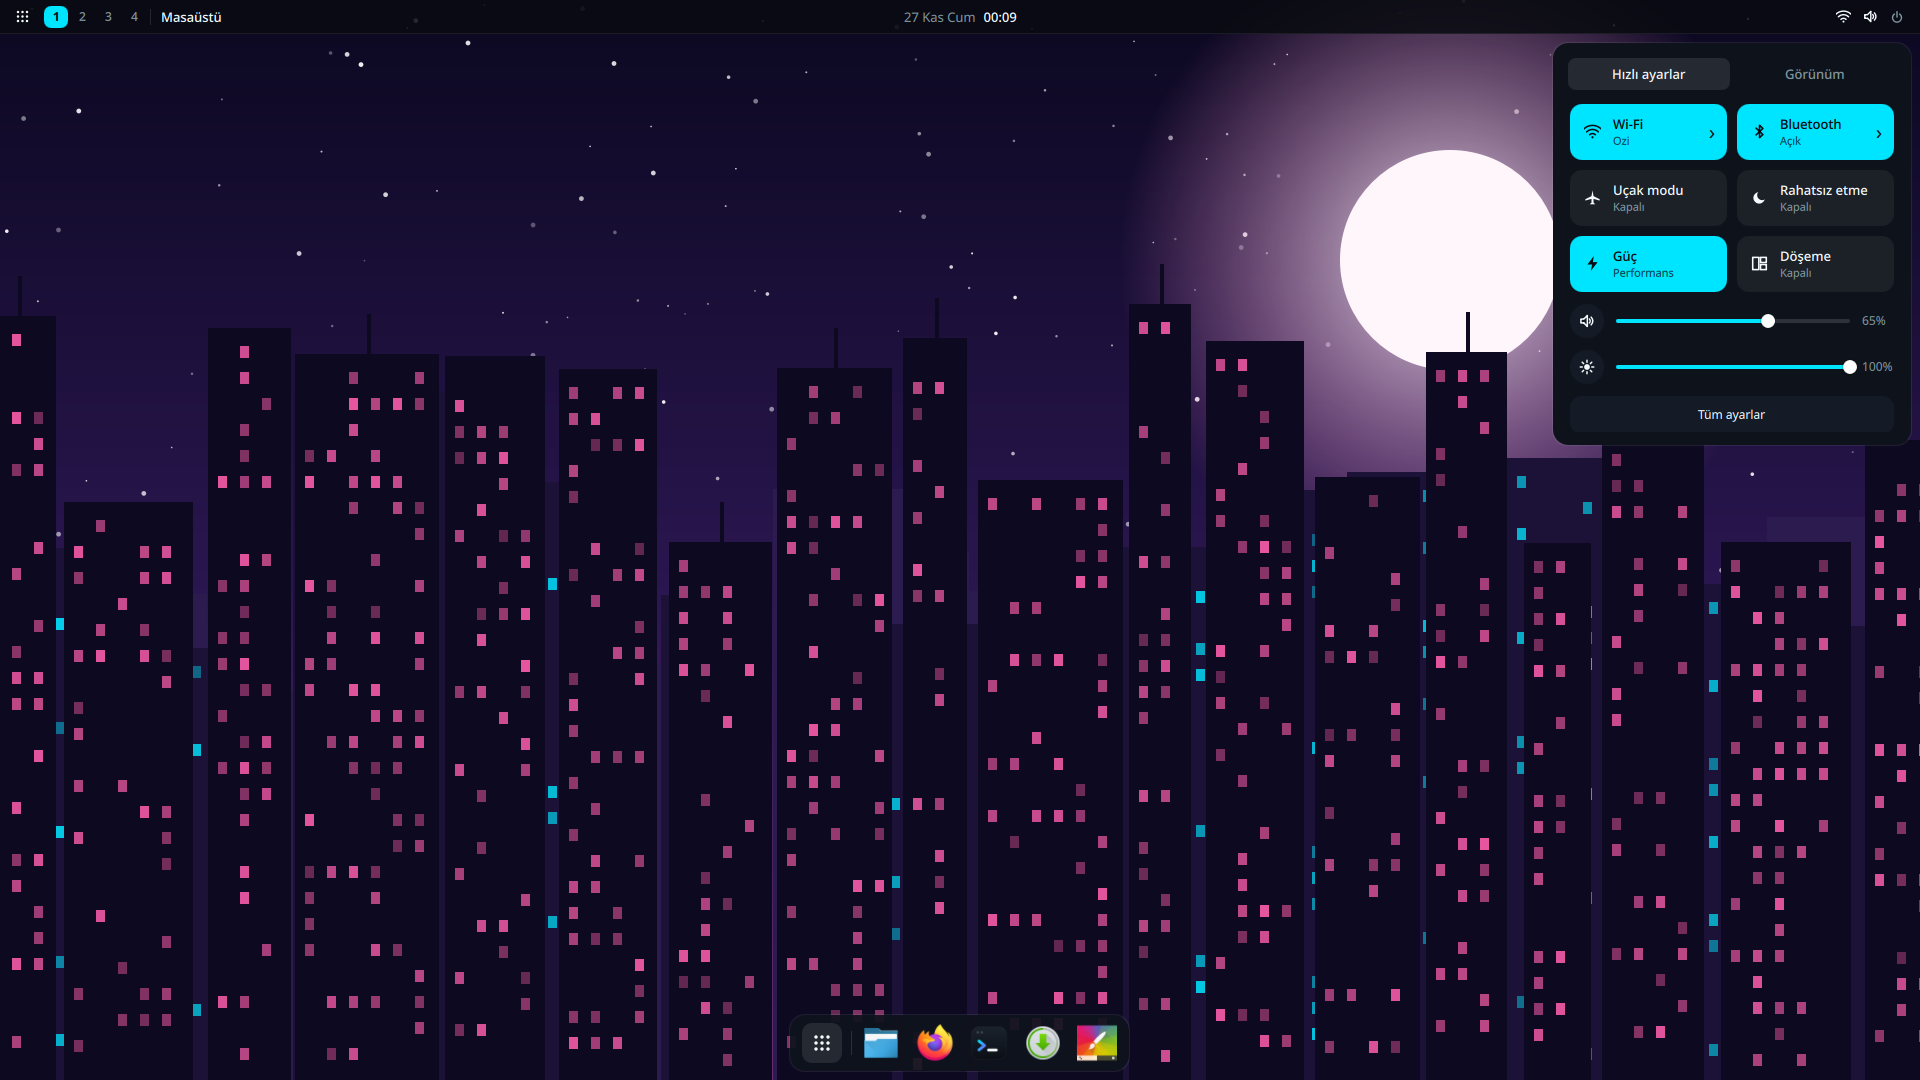 1 2 3 4 Masaüstü
27 Kas Cum 00:09
Hızlı ayarlar Görünüm
Wi-Fi
Ozi
Bluetooth
Açık
Uçak modu
Kapalı
Rahatsız etme
Kapalı
Güç
Performans
Döşeme
Kapalı
65%
100%
Tüm ayarlar